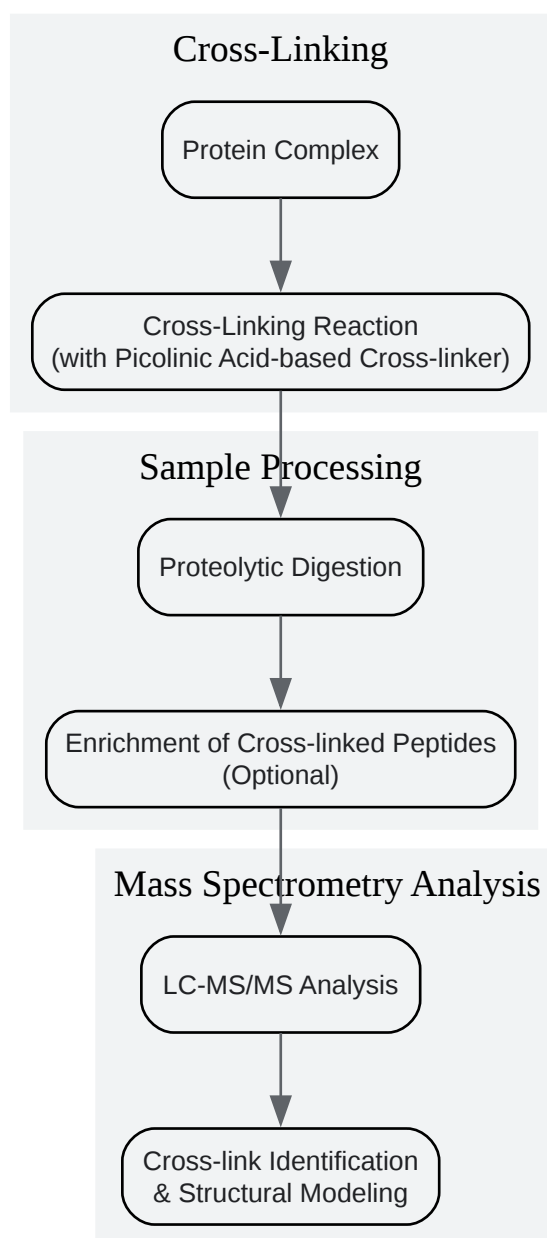 Cross-Linking
Protein Complex
Cross-Linking Reaction
(with Picolinic Acid-based Cross-linker)
Sample Processing
Proteolytic Digestion
Enrichment of Cross-linked Peptides
(Optional)
Mass Spectrometry Analysis
LC-MS/MS Analysis
Cross-link Identification
& Structural Modeling